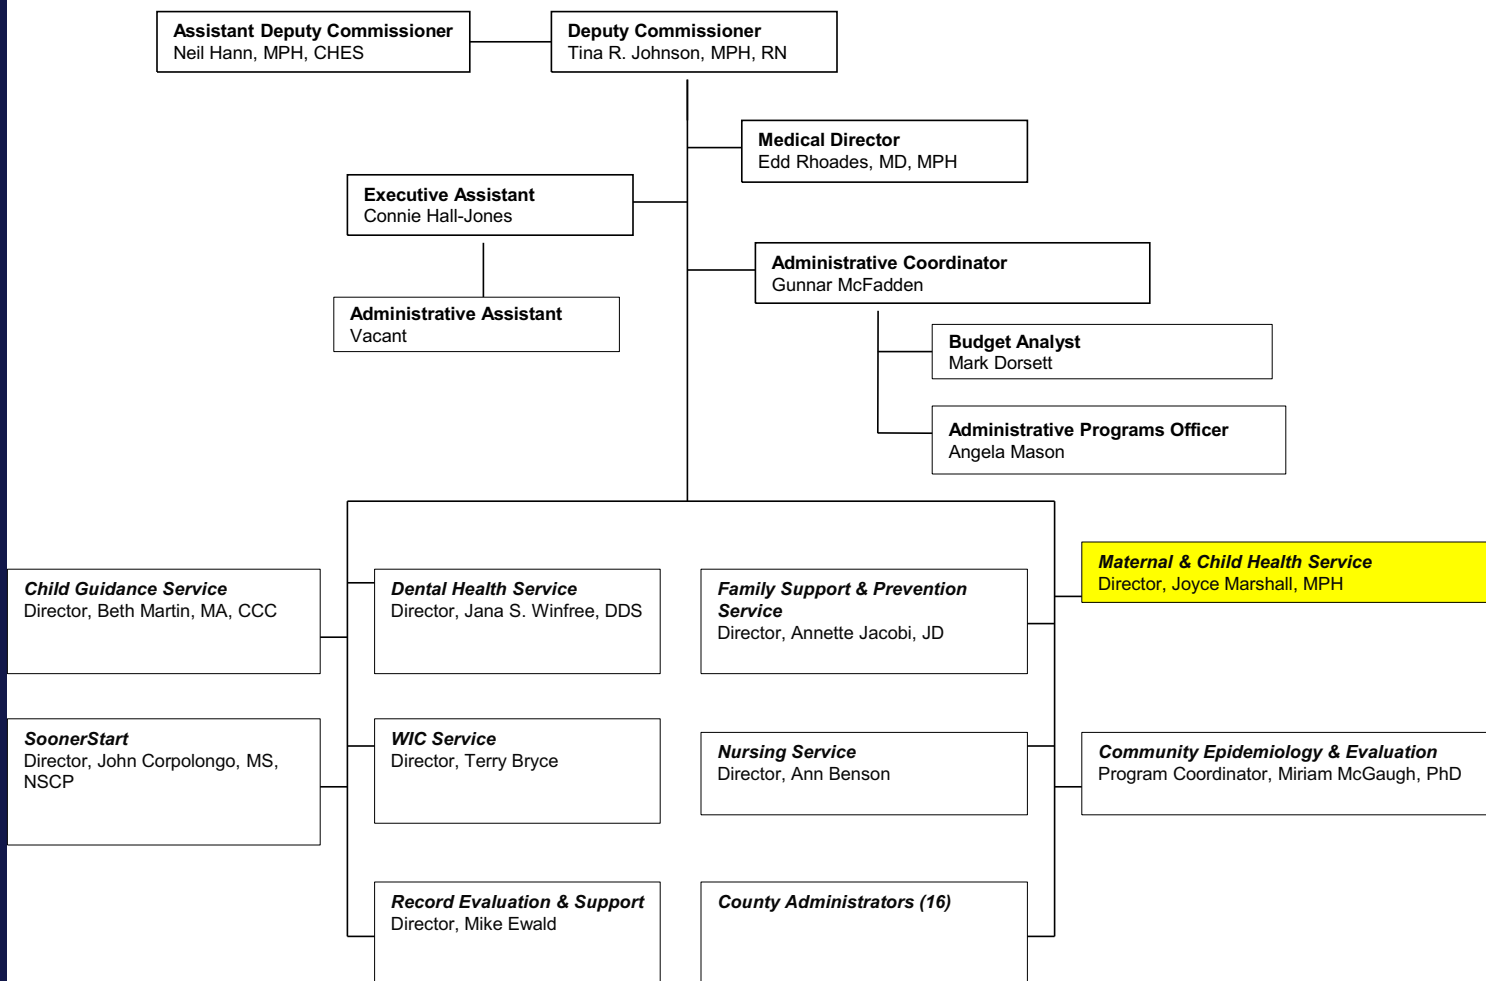 Assistant Deputy Commissioner
Neil Hann, MPH, CHES
Deputy Commissioner
Tina R. Johnson, MPH, RN
Medical Director
Edd Rhoades, MD, MPH
Executive Assistant
Connie Hall-Jones
Administrative Coordinator
Gunnar McFadden
Administrative Assistant
Vacant
Budget Analyst
Mark Dorsett
Administrative Programs Officer
Angela Mason
Child Guidance Service
Director, Beth Martin, MA, CCC
Dental Health Service
Director, Jana S. Winfree, DDS
Family Support & Prevention
Service
Director, Annette Jacobi, JD
Maternal & Child Health Service
Director, Joyce Marshall, MPH
SoonerStart
Director, John Corpolongo, MS,
NSCP
WIC Service
Director, Terry Bryce
Nursing Service
Director, Ann Benson
Community Epidemiology & Evaluation
Program Coordinator, Miriam McGaugh, PhD
Record Evaluation & Support
Director, Mike Ewald
County Administrators (16)